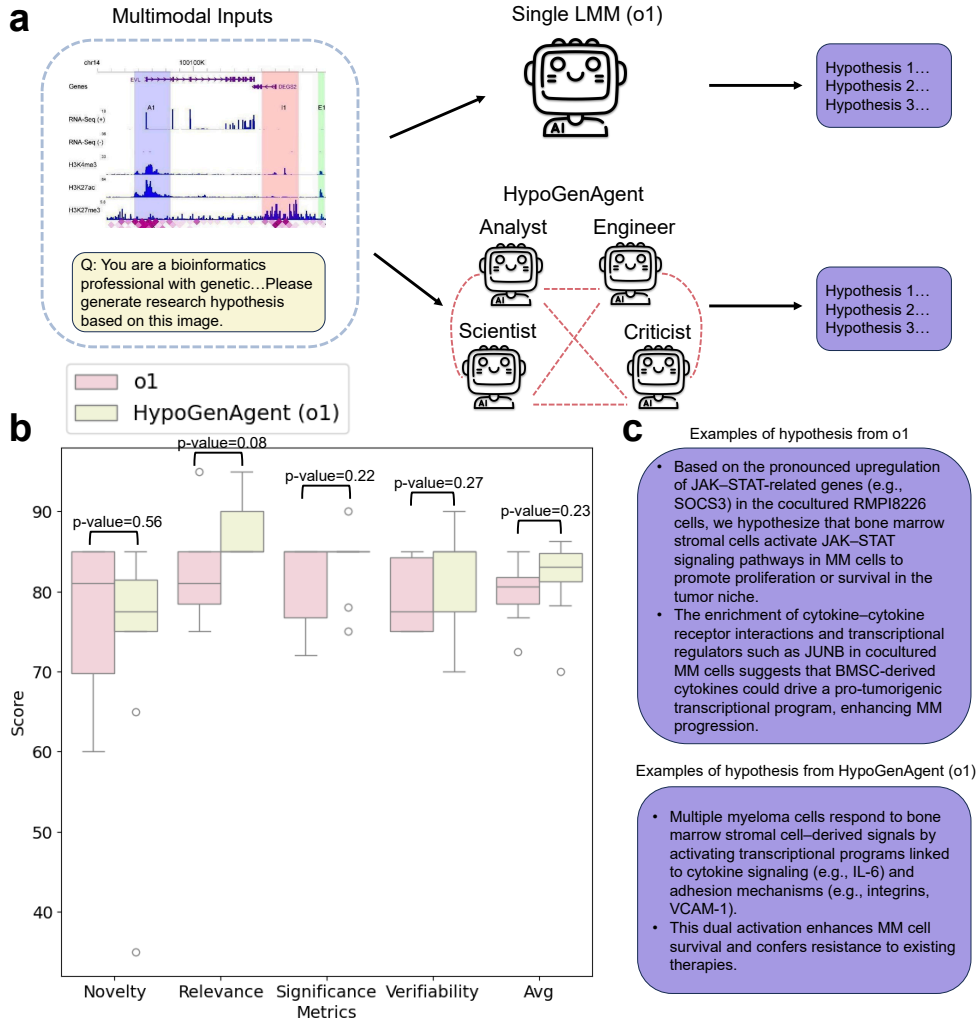 a
Multimodal Inputs
Single LMM (o1)
chr14
100100K
EVL
Genes
DEGS2
A1
I1
E1
RNA-Seq (+)
RNA-Seq (-)
H3K4me3
H3K27ac
H3K27me3
Q: You are a bioinformatics
professional with genetic…Please
generate research hypothesis
based on this image.
AI
Hypothesis 1…
Hypothesis 2…
Hypothesis 3…
HypoGenAgent
Analyst
Engineer
AI
AI
Scientist
Criticist
AI
AI
Hypothesis 1…
Hypothesis 2…
Hypothesis 3…
o1
HypoGenAgent (o1)
b
p-value=0.56
p-value=0.08
p-value=0.22
p-value=0.27
p-value=0.23
Score
90
80
70
60
50
40
Novelty
Relevance
Significance
Verifiability
Avg
Metrics
c
Examples of hypothesis from o1
• Based on the pronounced upregulation
of JAK–STAT-related genes (e.g.,
SOCS3) in the cocultured RMPI8226
cells, we hypothesize that bone marrow
stromal cells activate JAK–STAT
signaling pathways in MM cells to
promote proliferation or survival in the
tumor niche.
• The enrichment of cytokine–cytokine
receptor interactions and transcriptional
regulators such as JUNB in cocultured
MM cells suggests that BMSC-derived
cytokines could drive a pro-tumorigenic
transcriptional program, enhancing MM
progression.
Examples of hypothesis from HypoGenAgent (o1)
• Multiple myeloma cells respond to bone
marrow stromal cell–derived signals by
activating transcriptional programs linked
to cytokine signaling (e.g., IL-6) and
adhesion mechanisms (e.g., integrins,
VCAM-1).
• This dual activation enhances MM cell
survival and confers resistance to existing
therapies.